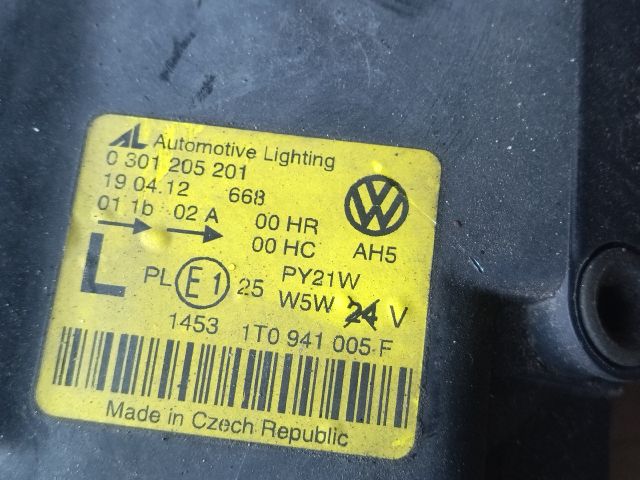 AL Automotive Lighting
0 301 205 201
19 04.12 668
01 1b 02 A 00 HR
00 HC AH5
L PL E1 25 PY21W
W5W 24 V
1453 1T0 941 005 F
Made in Czech Republic